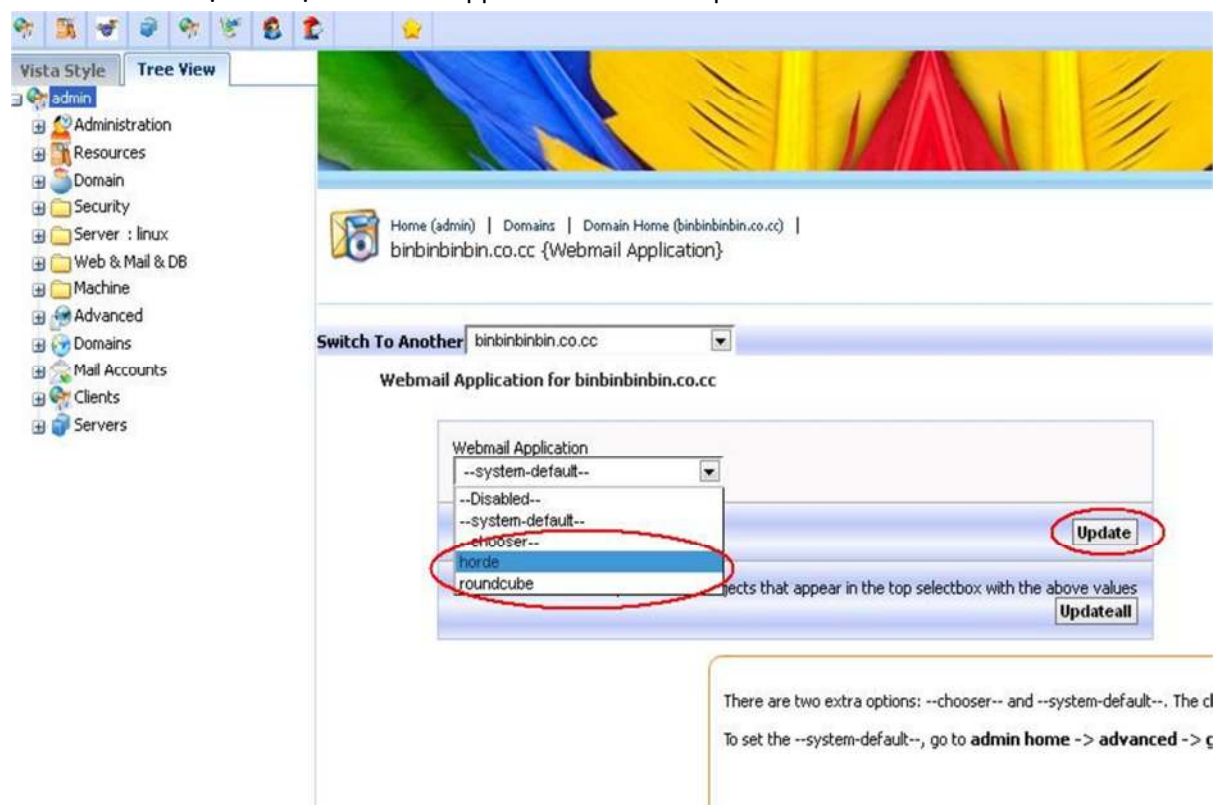 Vista Style Tree View
admin
Administration
Resources
Domain
Security
Server : linux
Web & Mail & DB
Machine
Advanced
Domains
Mail Accounts
Clients
Servers
Home (admin) | Domains | Domain Home (binbinbinbin.co.cc) |
binbinbinbin.co.cc {Webmail Application}
Switch To Another binbinbinbin.co.cc
Webmail Application for binbinbinbin.co.cc
Webmail Application
--system-default--
--Disabled--
--system-default--
--chooser--
horde
roundcube
Update
jects that appear in the top selectbox with the above values
Updateall
There are two extra options: --chooser-- and --system-default--. The
To set the --system-default--, go to admin home -> advanced ->